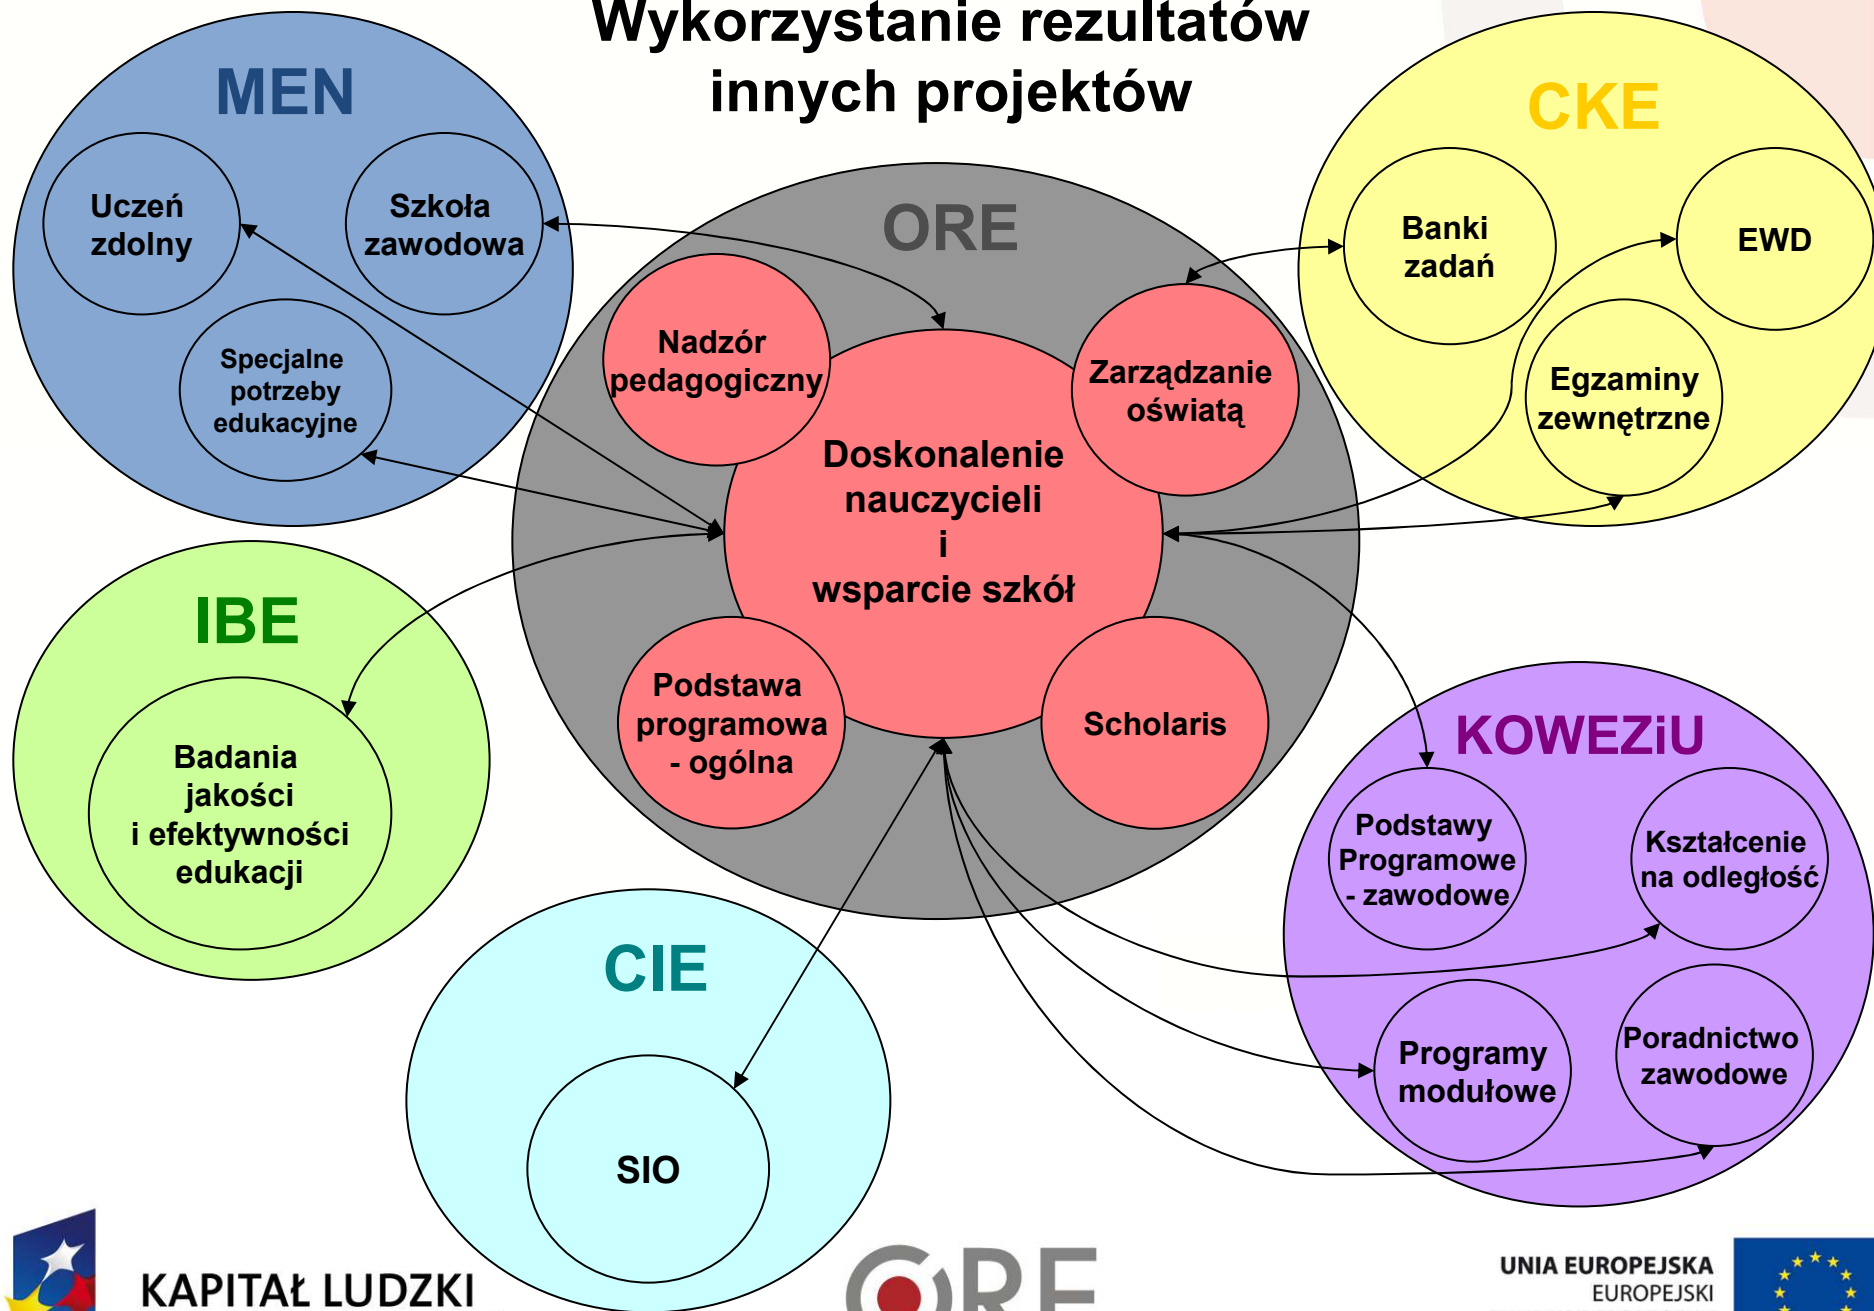 Wykorzystanie rezultatów
innych projektów
MEN
Uczeń
zdolny
Szkoła
zawodowa
Specjalne
potrzeby
edukacyjne
ORE
Nadzór
pedagogiczny
Zarządzanie
oświatą
Doskonalenie
nauczycieli
i
wsparcie szkół
Podstawa
programowa
- ogólna
Scholaris
CKE
Banki
zadań
EWD
Egzaminy
zewnętrzne
IBE
Badania
jakości
i efektywności
edukacji
CIE
SIO
KOWEZiU
Podstawy
Programowe
- zawodowe
Kształcenie
na odległość
Programy
modułowe
Poradnictwo
zawodowe
KAPITAŁ LUDZKI
ORE
UNIA EUROPEJSKA
EUROPEJSKI